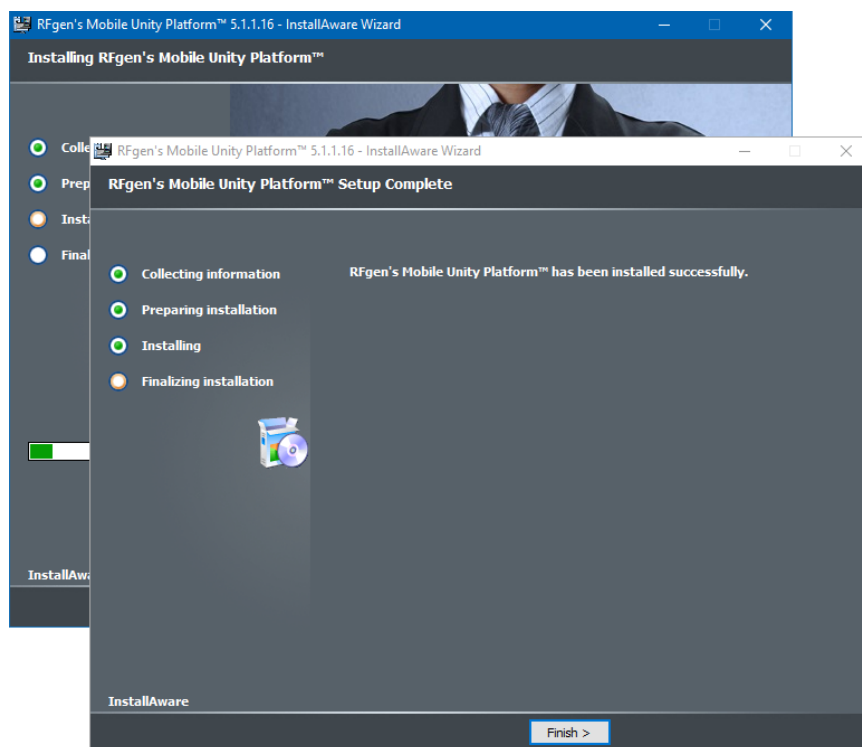 RFgen's Mobile Unity Platform™ 5.1.1.16 - InstallAware Wizard
Installing RFgen's Mobile Unity Platform™
Colle
Prep
Insta
Final
InstallAwa
RFgen's Mobile Unity Platform™ 5.1.1.16 - InstallAware Wizard
RFgen's Mobile Unity Platform™ Setup Complete
Collecting information
RFgen's Mobile Unity Platform™ has been installed successfully.
Preparing installation
Installing
Finalizing installation
InstallAware
Finish >